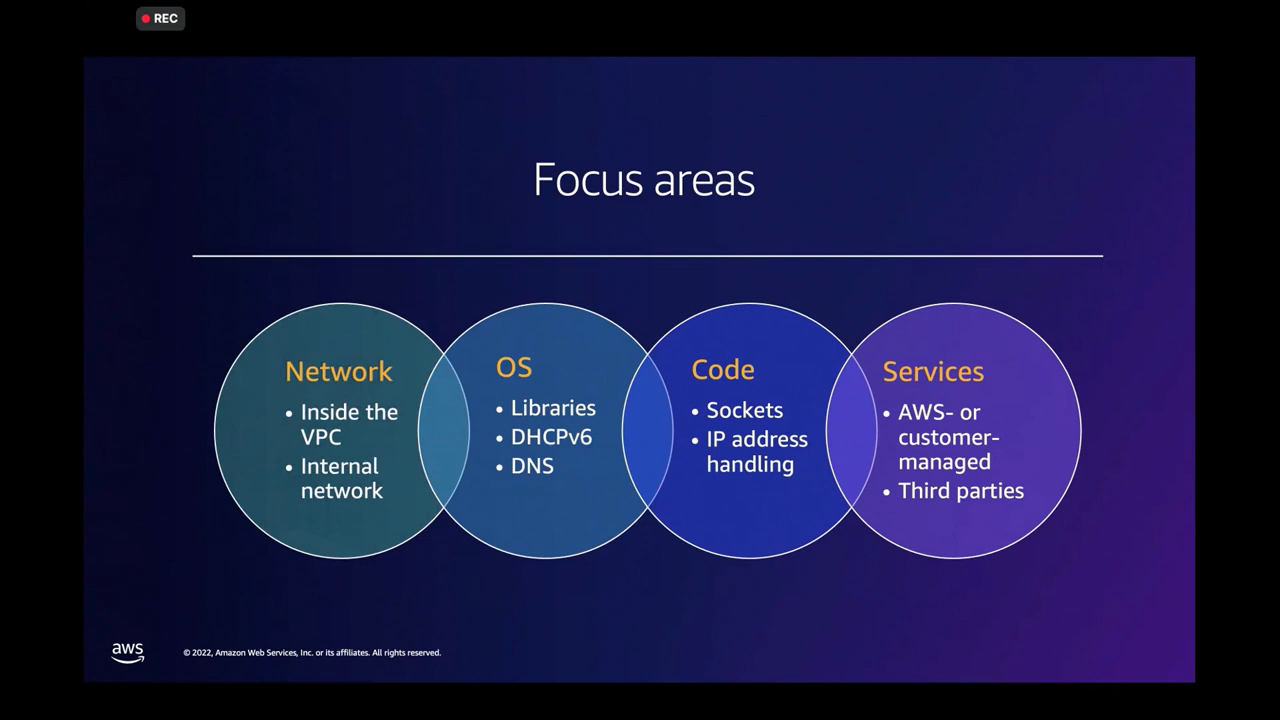 REC
Focus areas
Network
• Inside the
VPC
• Internal
network
OS
• Libraries
• DHCPv6
• DNS
Code
• Sockets
• IP address
handling
Services
• AWS- or
customer-
managed
• Third parties
aws
© 2022, Amazon Web Services, Inc. or its affiliates. All rights reserved.